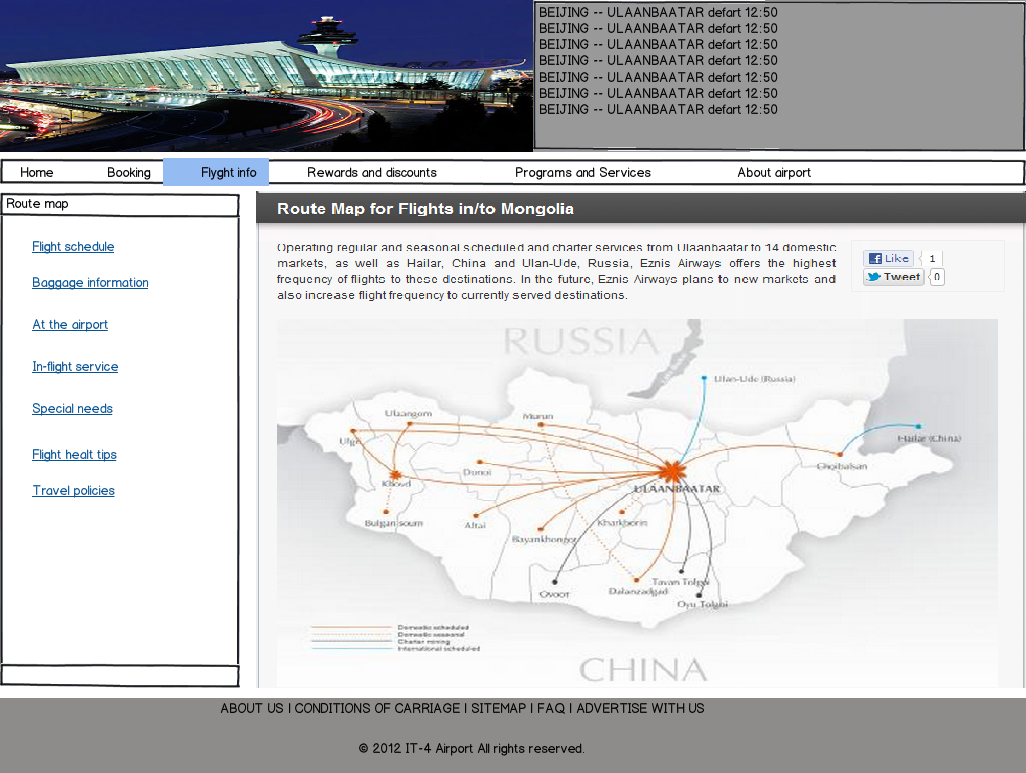 BEIJING -- ULAANBAATAR defart 12:50
BEIJING -- ULAANBAATAR defart 12:50
BEIJING -- ULAANBAATAR defart 12:50
BEIJING -- ULAANBAATAR defart 12:50
BEIJING -- ULAANBAATAR defart 12:50
BEIJING -- ULAANBAATAR defart 12:50
BEIJING -- ULAANBAATAR defart 12:50
Home Booking Flyght info Rewards and discounts Programs and Services About airport
Route map
Flight schedule
Baggage information
At the airport
In-flight service
Special needs
Flight healt tips
Travel policies
Route Map for Flights in/to Mongolia
Operating regular and seasonal scheduled and charter services from Ulaanbaatar to 14 domestic
markets, as well as Hailar, China and Ulan-Ude, Russia, Eznis Airways offers the highest
frequency of flights to these destinations. In the future, Eznis Airways plans to new markets and
also increase flight frequency to currently served destinations.
Like 1
Tweet 0
RUSSIA
Ulan-Ude (Russia)
Ulaangom
Murun
Ulgii
Hailar (China)
Choibalsan
Donoi
Khovd
ULAANBAATAR
Bulgan soum
Altai
Kharkhorin
Bayankhongor
Tavan Tolgoi
Ovoot
Dalanzadgad
Oyu Tolgoi
Domestic scheduled
Domestic seasonal
Charter mining
International scheduled
CHINA
ABOUT US | CONDITIONS OF CARRIAGE | SITEMAP | FAQ | ADVERTISE WITH US
© 2012 IT-4 Airport All rights reserved.